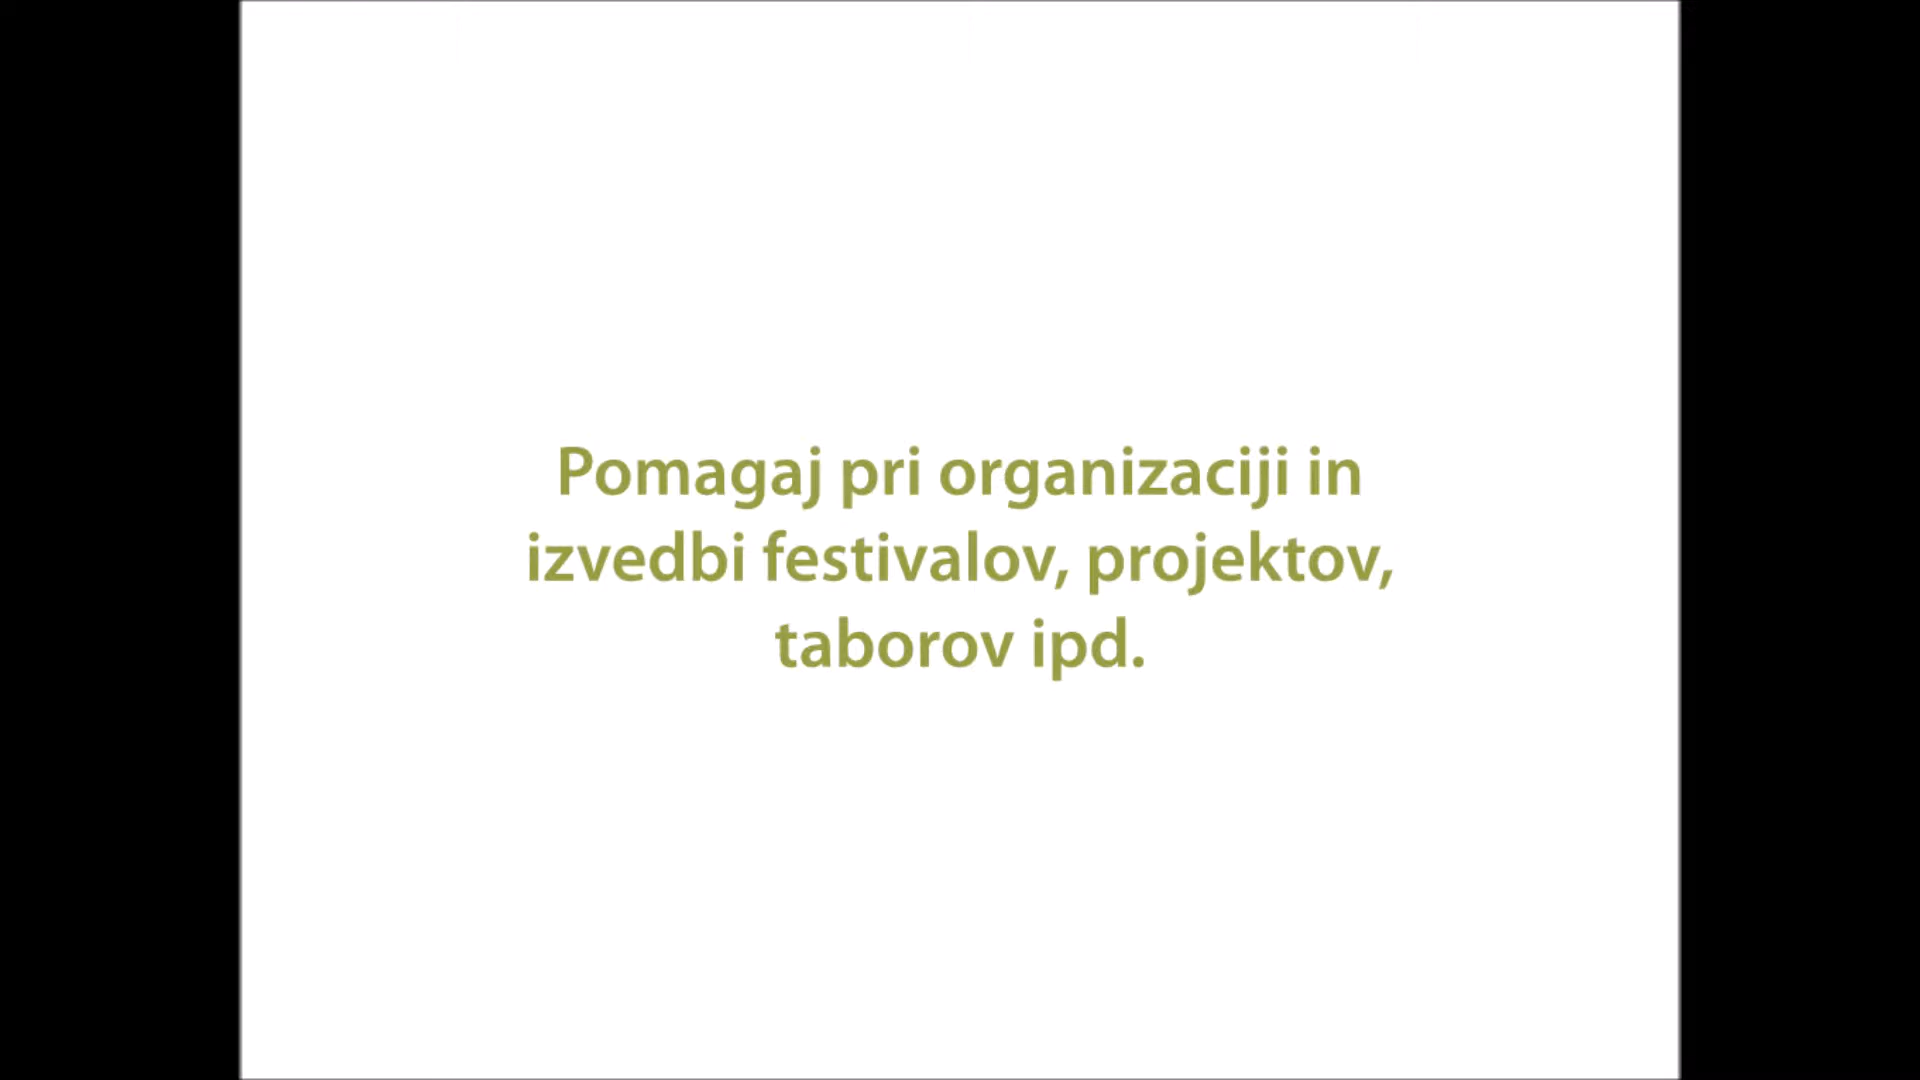 Pomagaj pri organizaciji in
izvedbi festivalov, projektov,
taborov ipd.